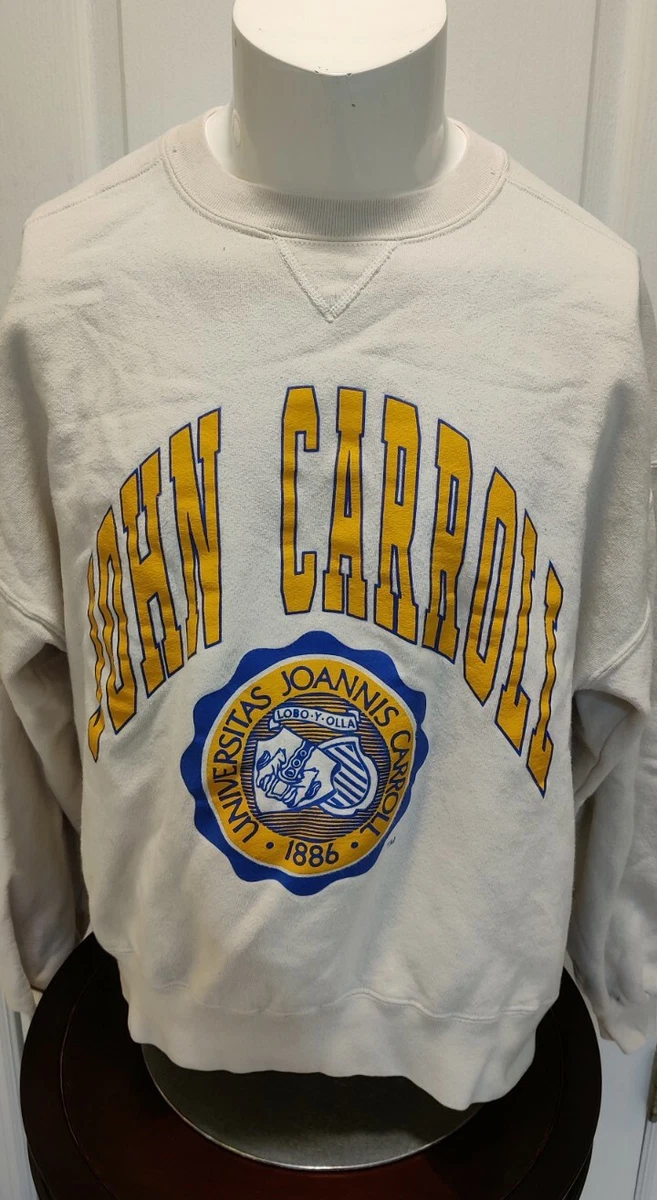 JOHN CARROLL
UNIVERSITAS JOANNIS CARROLL
LOBO·Y·OLLA
• 1886 •